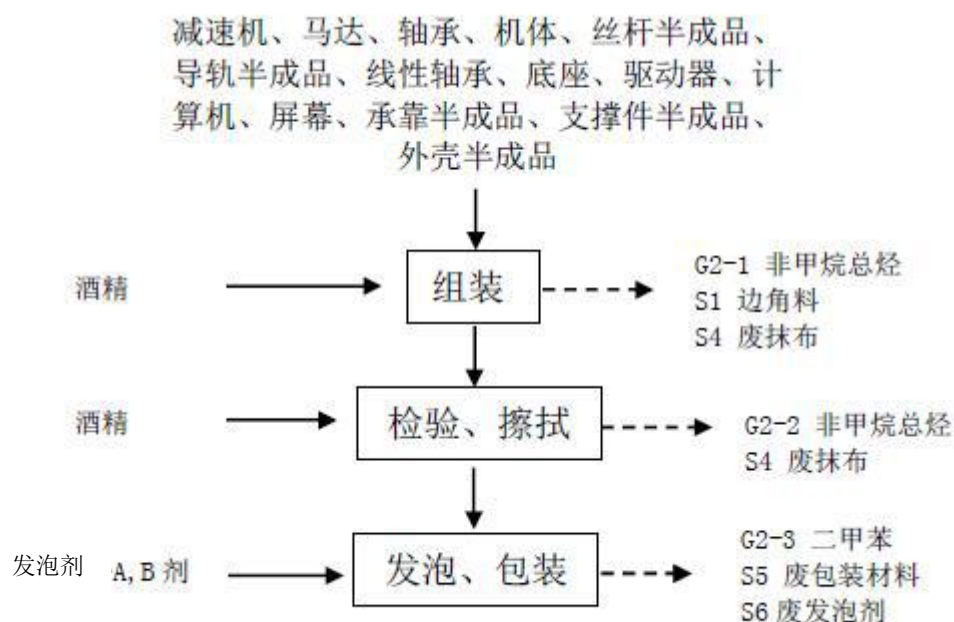 减速机、马达、轴承、机体、丝杆半成品、
导轨半成品、线性轴承、底座、驱动器、计
算机、屏幕、承靠半成品、支撑件半成品、
外壳半成品
酒精
组装
G2-1 非甲烷总烃
S1 边角料
S4 废抹布
酒精
检验、擦拭
G2-2 非甲烷总烃
S4 废抹布
发泡剂 A,B 剂
发泡、包装
G2-3 二甲苯
S5 废包装材料
S6 废发泡剂